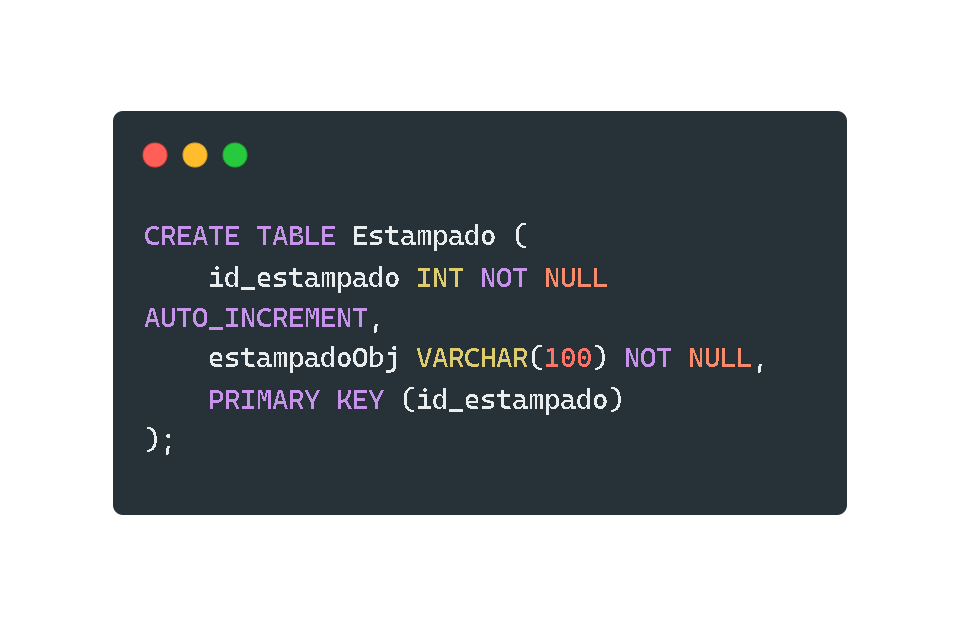 CREATE TABLE Estampado (
    id_estampado INT NOT NULL
AUTO_INCREMENT,
    estampadoObj VARCHAR(100) NOT NULL,
    PRIMARY KEY (id_estampado)
);